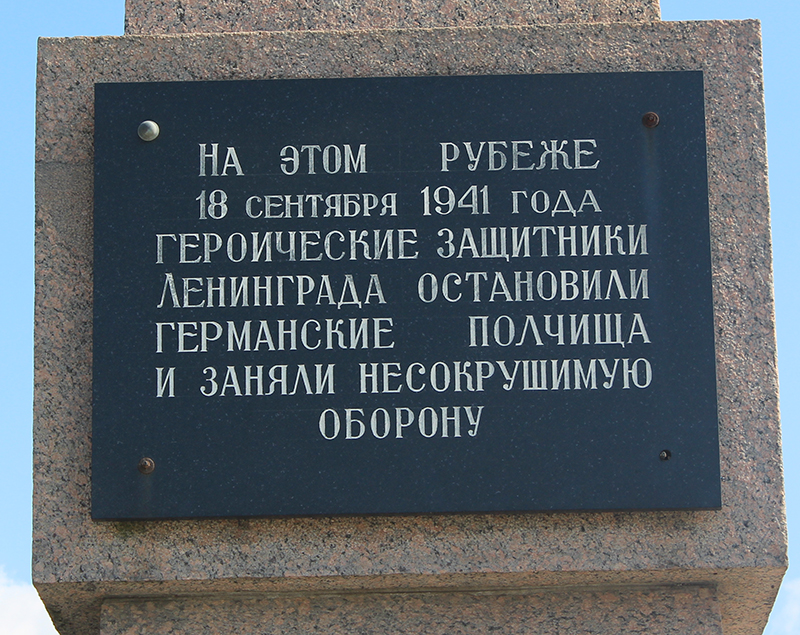 На этом рубеже
18 сентября 1941 года
героические защитники
Ленинграда остановили
германские полчища
и заняли несокрушимую
оборону